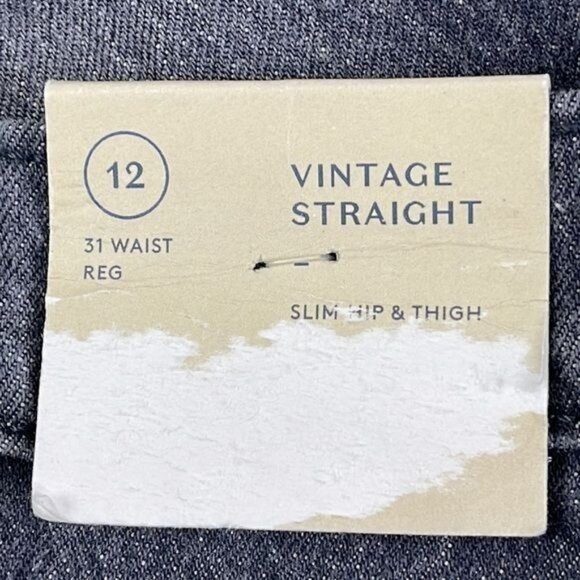 12
31 WAIST
REG
VINTAGE
STRAIGHT
–
SLIM HIP & THIGH